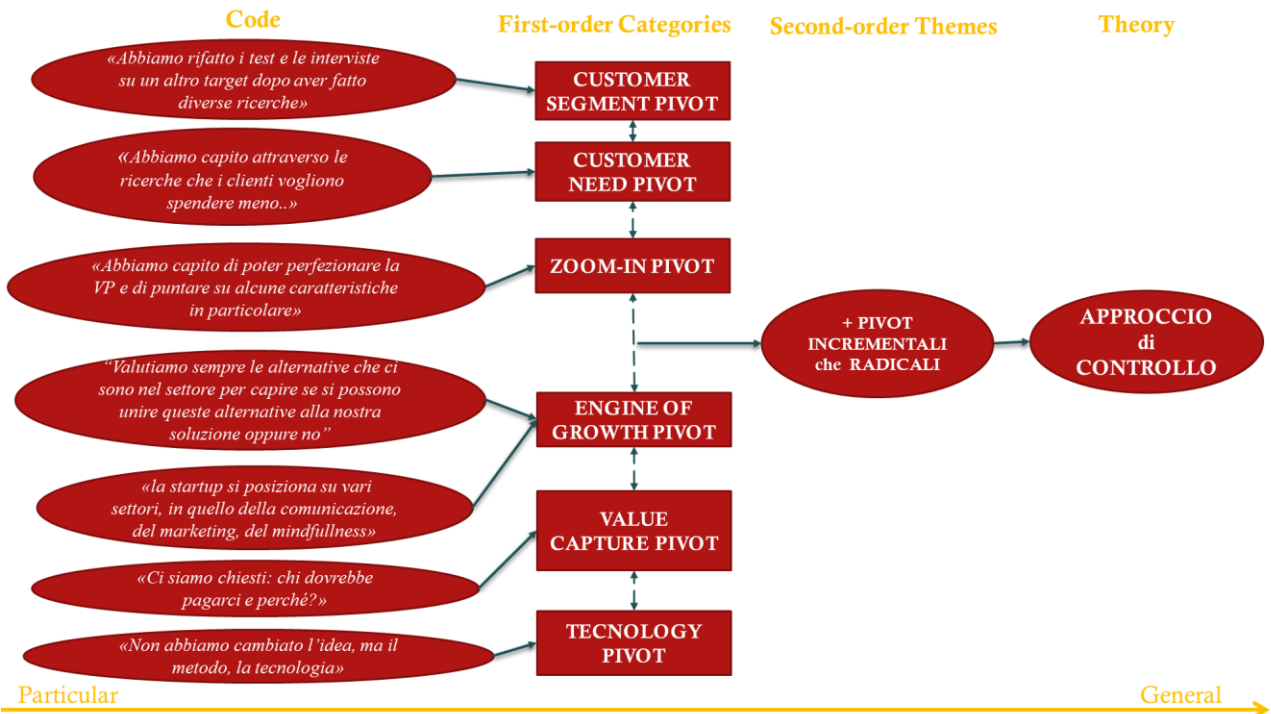 Code
First-order Categories
Second-order Themes
Theory
«Abbiamo rifatto i test e le interviste
su un altro target dopo aver fatto
diverse ricerche»
CUSTOMER
SEGMENT PIVOT
«Abbiamo capito attraverso le
ricerche che i clienti vogliono
spendere meno..»
CUSTOMER
NEED PIVOT
«Abbiamo capito di poter perfezionare la
VP e di puntare su alcune caratteristiche
in particolare»
ZOOM-IN PIVOT
+ PIVOT
INCREMENTALI
che RADICALI
APPROCCIO
di
CONTROLLO
“Valutiamo sempre le alternative che ci
sono nel settore per capire se si possono
unire queste alternative alla nostra
soluzione oppure no”
ENGINE OF
GROWTH PIVOT
«la startup si posiziona su vari
settori, in quello della comunicazione,
del marketing, del mindfullness»
VALUE
CAPTURE PIVOT
«Ci siamo chiesti: chi dovrebbe
pagarci e perché?»
TECNOLOGY
PIVOT
«Non abbiamo cambiato l’idea, ma il
metodo, la tecnologia»
Particular
General